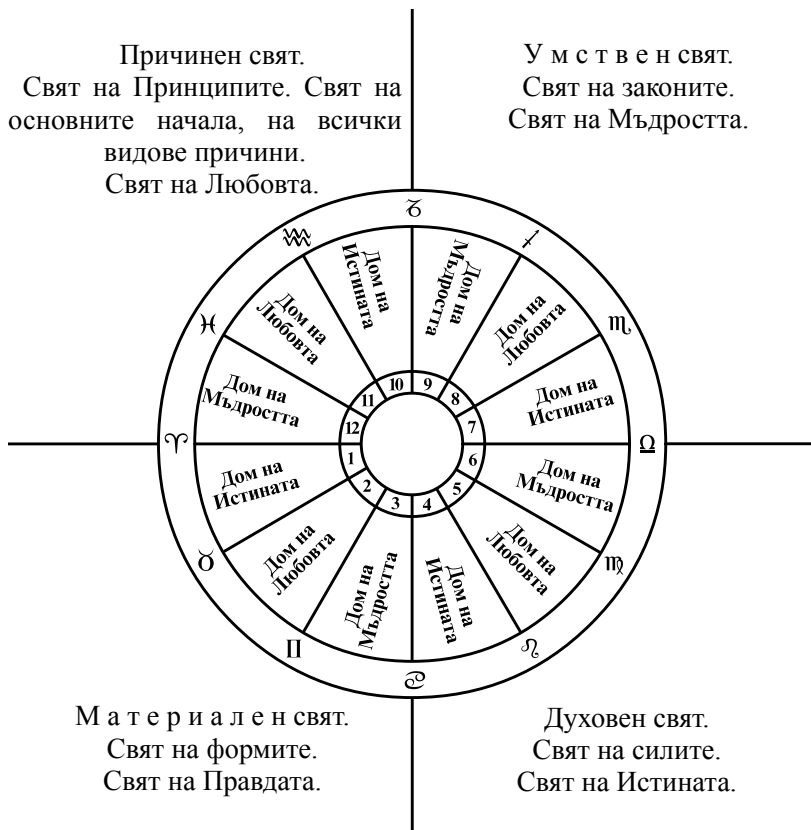 Причинен свят.
Свят на Принципите. Свят на
основните начала, на всички
видове причини.
Свят на Любовта.
У м с т в е н свят.
Свят на законите.
Свят на Мъдростта.
♑
♐
♏
♎
♍
♌
♋
♊
♉
♈
♓
♒
Дом на
Истината
Дом на
Мъдростта
Дом на
Любовта
Дом на
Истината
Дом на
Мъдростта
Дом на
Любовта
Дом на
Истината
Дом на
Мъдростта
Дом на
Любовта
Дом на
Истината
Дом на
Мъдростта
Дом на
Любовта
10
9
8
7
6
5
4
3
2
1
12
11
М а т е р и а л е н свят.
Свят на формите.
Свят на Правдата.
Духовен свят.
Свят на силите.
Свят на Истината.